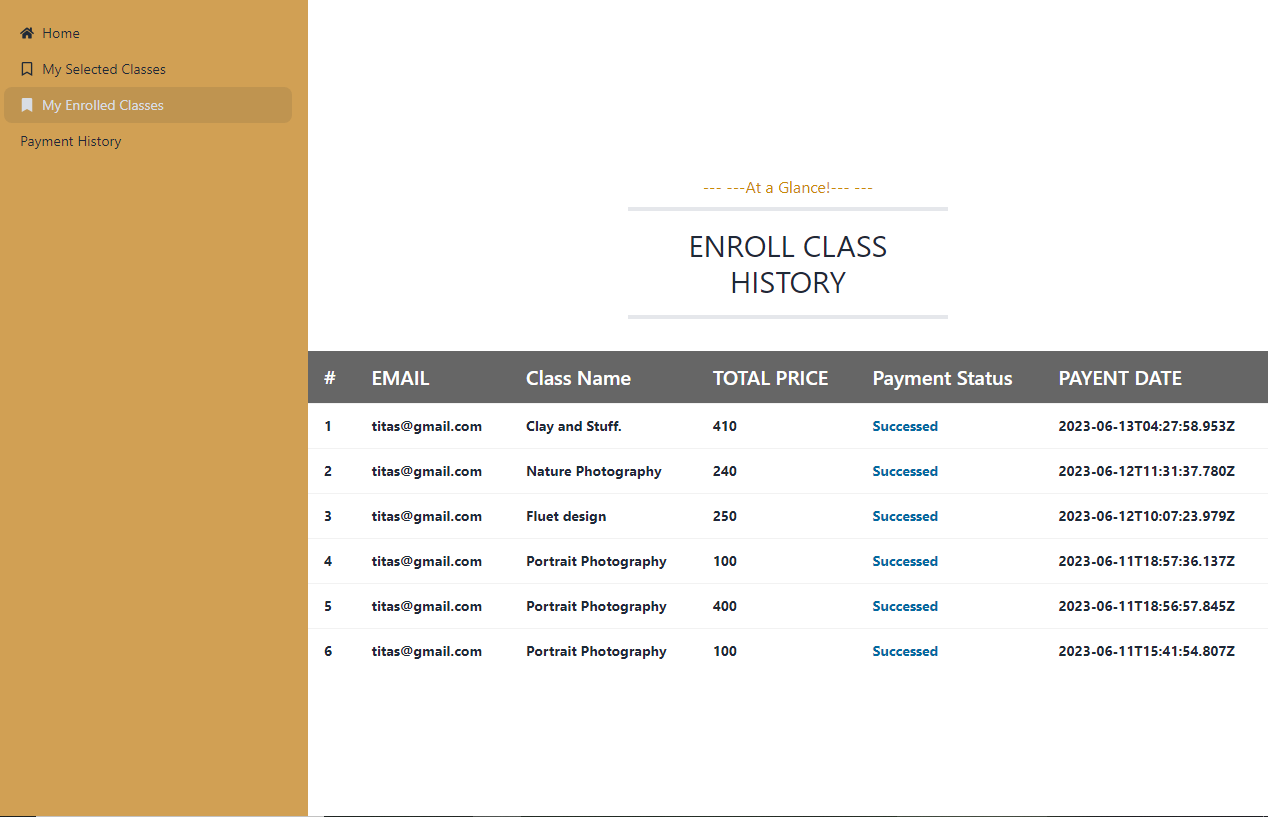 Home
My Selected Classes
My Enrolled Classes
Payment History
--- ---At a Glance!--- ---
ENROLL CLASS
HISTORY
# EMAIL Class Name TOTAL PRICE Payment Status PAYENT DATE
1 titas@gmail.com Clay and Stuff. 410 Successed 2023-06-13T04:27:58.953Z
2 titas@gmail.com Nature Photography 240 Successed 2023-06-12T11:31:37.780Z
3 titas@gmail.com Fluet design 250 Successed 2023-06-12T10:07:23.979Z
4 titas@gmail.com Portrait Photography 100 Successed 2023-06-11T18:57:36.137Z
5 titas@gmail.com Portrait Photography 400 Successed 2023-06-11T18:56:57.845Z
6 titas@gmail.com Portrait Photography 100 Successed 2023-06-11T15:41:54.807Z